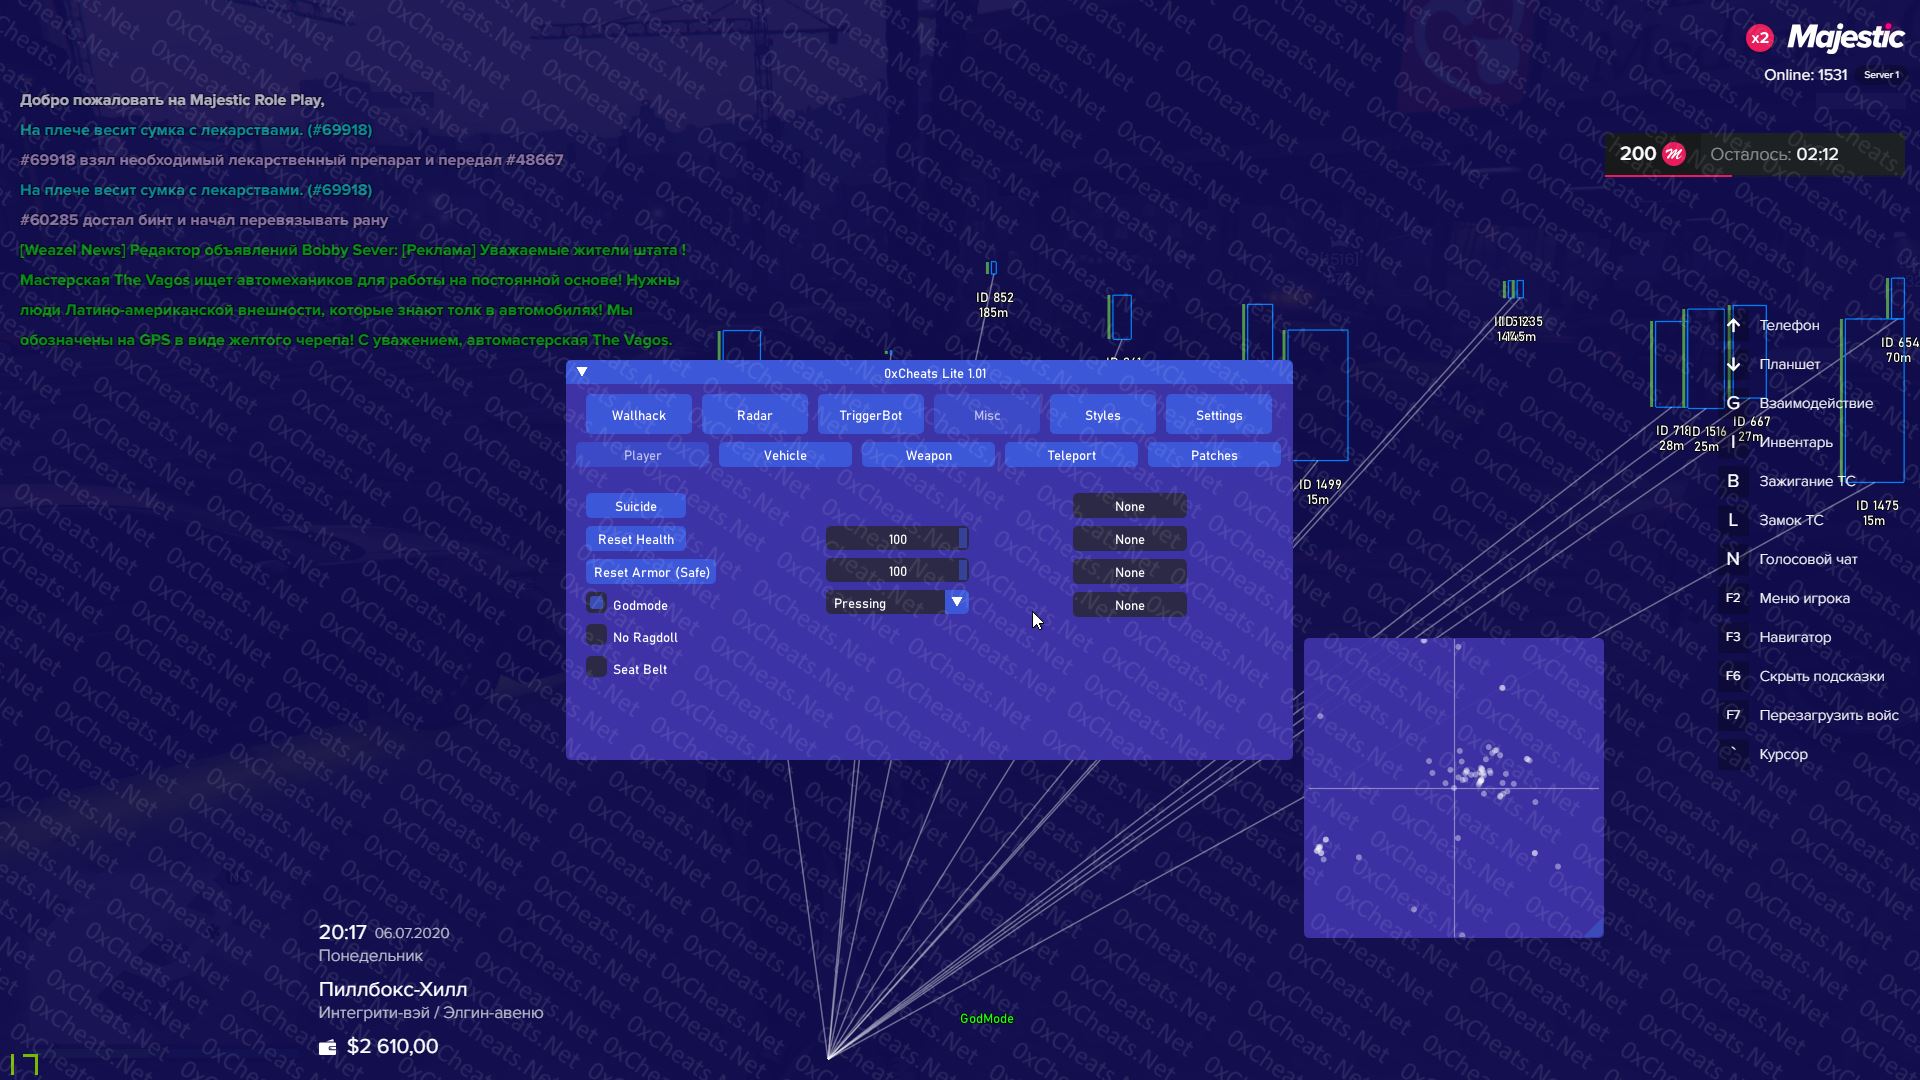 x2 Majestic
Online: 1531 Server 1
200 Осталось: 02:12
Добро пожаловать на Majestic Role Play,
На плече весит сумка с лекарствами. (#69918)
#69918 взял необходимый лекарственный препарат и передал #48667
На плече весит сумка с лекарствами. (#69918)
#60285 достал бинт и начал перевязывать рану
[Weazel News] Редактор объявлений Bobby Sever: [Реклама] Уважаемые жители штата !
Мастерская The Vagos ищет автомехаников для работы на постоянной основе! Нужны
люди Латино-американской внешности, которые знают толк в автомобилях! Мы
обозначены на GPS в виде желтого черепа! С уважением, автомастерская The Vagos.
ID 852
185m
ID 654
70m
ID 718 ID 1516 ID 667
28m 25m 27m
ID 1499
15m
ID 1475
15m
0xCheats Lite 1.01
Wallhack Radar TriggerBot Misc Styles Settings
Player Vehicle Weapon Teleport Patches
Suicide None
Reset Health 100 None
Reset Armor (Safe) 100 None
Godmode Pressing None
No Ragdoll
Seat Belt
Телефон
Планшет
G Взаимодействие
I Инвентарь
B Зажигание ТС
L Замок ТС
N Голосовой чат
F2 Меню игрока
F3 Навигатор
F6 Скрыть подсказки
F7 Перезагрузить войс
` Курсор
20:17 06.07.2020
Понедельник
Пиллбокс-Хилл
Интегрити-вэй / Элгин-авеню
$2 610,00
GodMode
17
0xCheats.Net